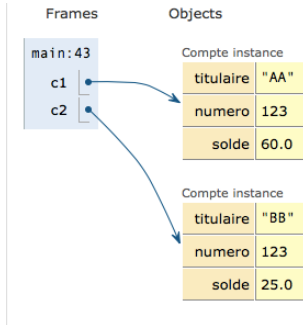 Frames Objects
main:43
c1
c2
Compte instance
titulaire "AA"
numero 123
solde 60.0
Compte instance
titulaire "BB"
numero 123
solde 25.0